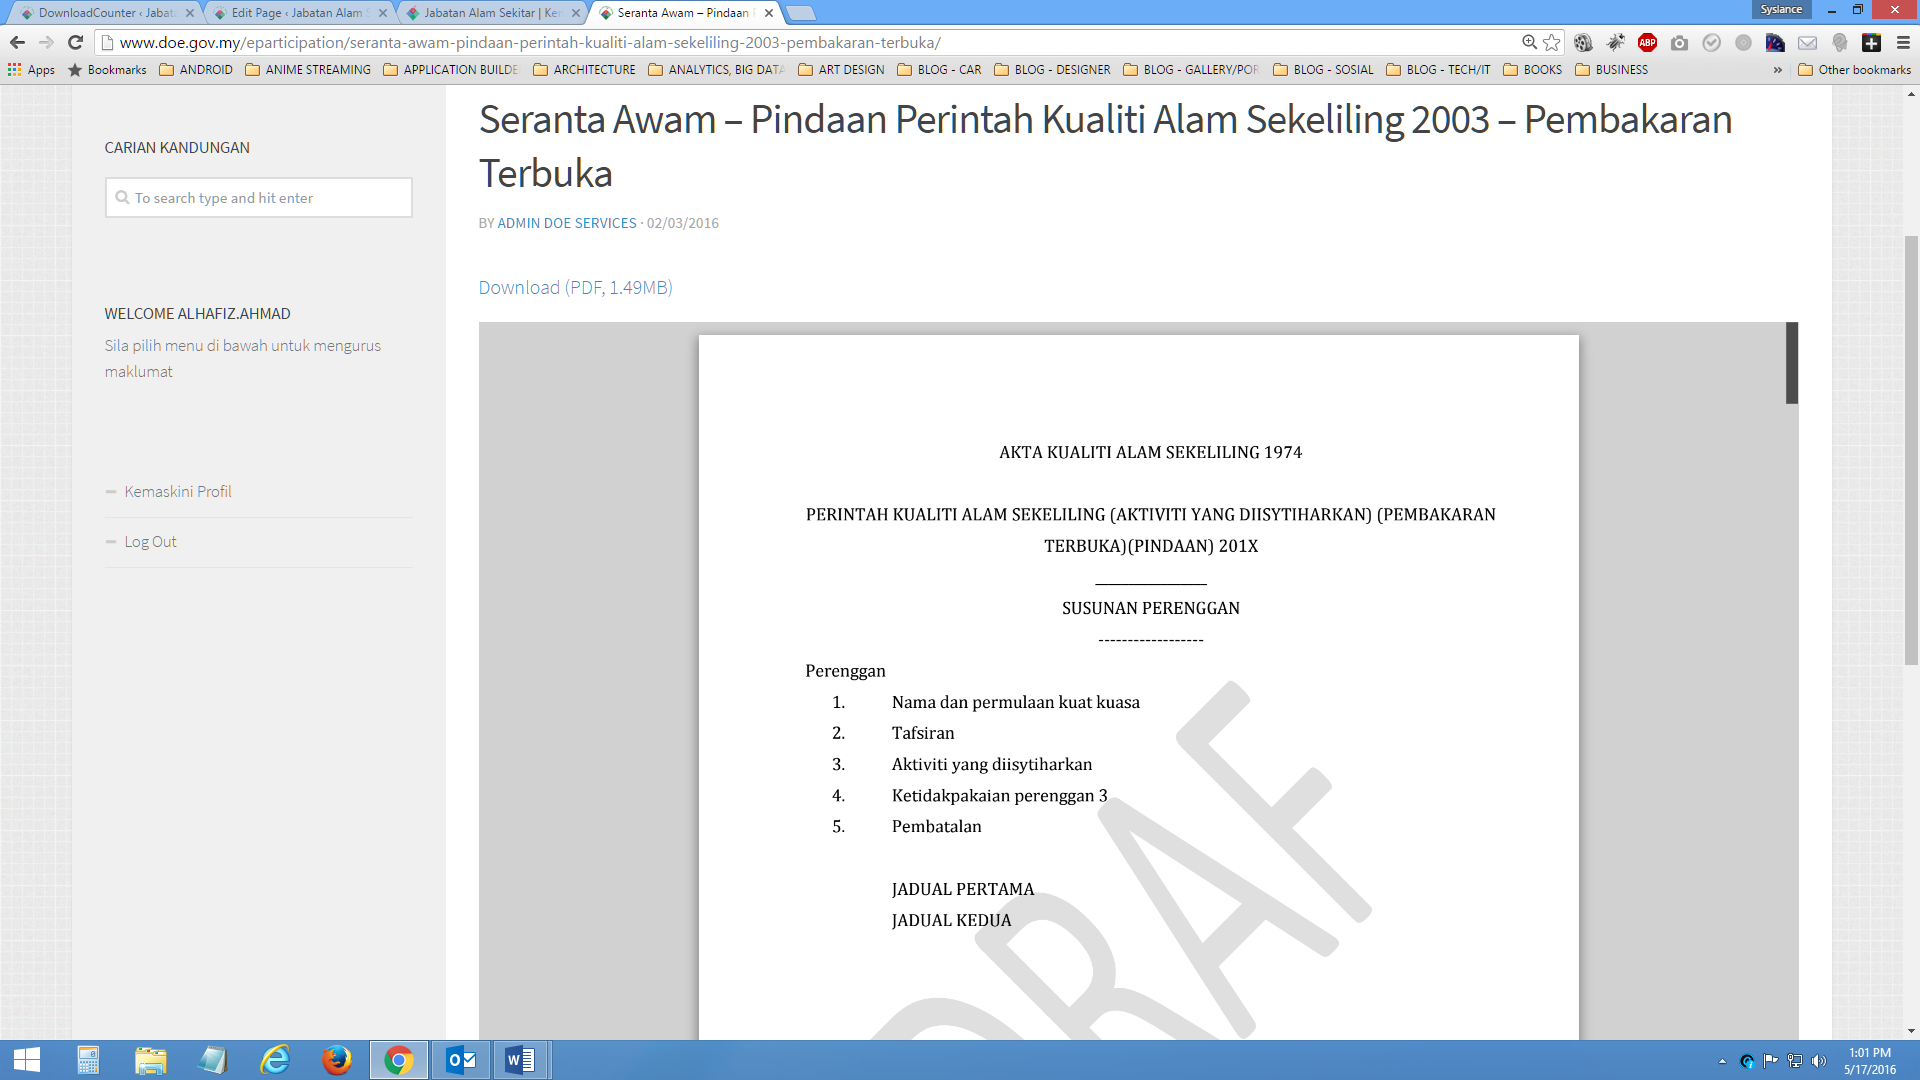 DownloadCounter ‹ Jabat
Edit Page ‹ Jabatan Alam S
Jabatan Alam Sekitar | Ken
Seranta Awam – Pindaan
Syslance
www.doe.gov.my/eparticipation/seranta-awam-pindaan-perintah-kualiti-alam-sekeliling-2003-pembakaran-terbuka/
ABP
Apps
Bookmarks
ANDROID
ANIME STREAMING
APPLICATION BUILDE
ARCHITECTURE
ANALYTICS, BIG DATA
ART DESIGN
BLOG - CAR
BLOG - DESIGNER
BLOG - GALLERY/POR
BLOG - SOSIAL
BLOG - TECH/IT
BOOKS
BUSINESS
»
Other bookmarks
CARIAN KANDUNGAN
To search type and hit enter
WELCOME ALHAFIZ.AHMAD
Sila pilih menu di bawah untuk mengurus
maklumat
Kemaskini Profil
Log Out
Seranta Awam – Pindaan Perintah Kualiti Alam Sekeliling 2003 – Pembakaran
Terbuka
BY ADMIN DOE SERVICES · 02/03/2016
Download (PDF, 1.49MB)
AKTA KUALITI ALAM SEKELILING 1974
PERINTAH KUALITI ALAM SEKELILING (AKTIVITI YANG DIISYTIHARKAN) (PEMBAKARAN
TERBUKA)(PINDAAN) 201X
SUSUNAN PERENGGAN
------------------
Perenggan
1. Nama dan permulaan kuat kuasa
2. Tafsiran
3. Aktiviti yang diisytiharkan
4. Ketidakpakaian perenggan 3
5. Pembatalan
JADUAL PERTAMA
JADUAL KEDUA
DRAF
1:01 PM
5/17/2016